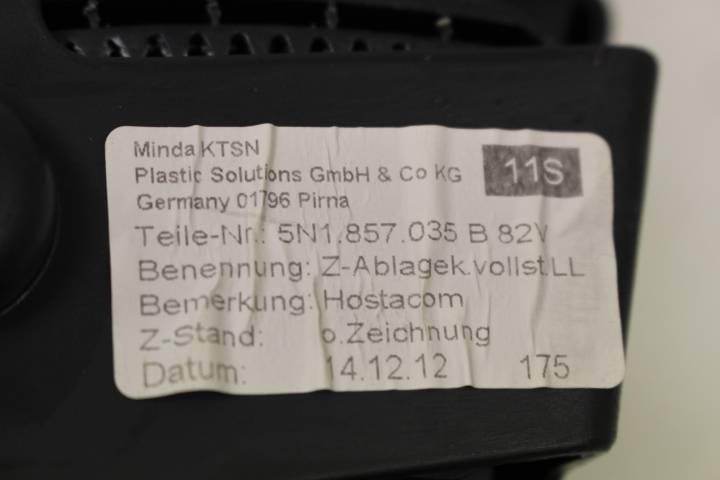 Minda KTSN
Plastic Solutions GmbH & Co KG
11S
Germany 01796 Pirna
Teile-Nr.: 5N1.857.035 B 82V
Benennung: Z-Ablagek.vollst.LL
Bemerkung: Hostacom
Z-Stand: o.Zeichnung
Datum: 14.12.12 175